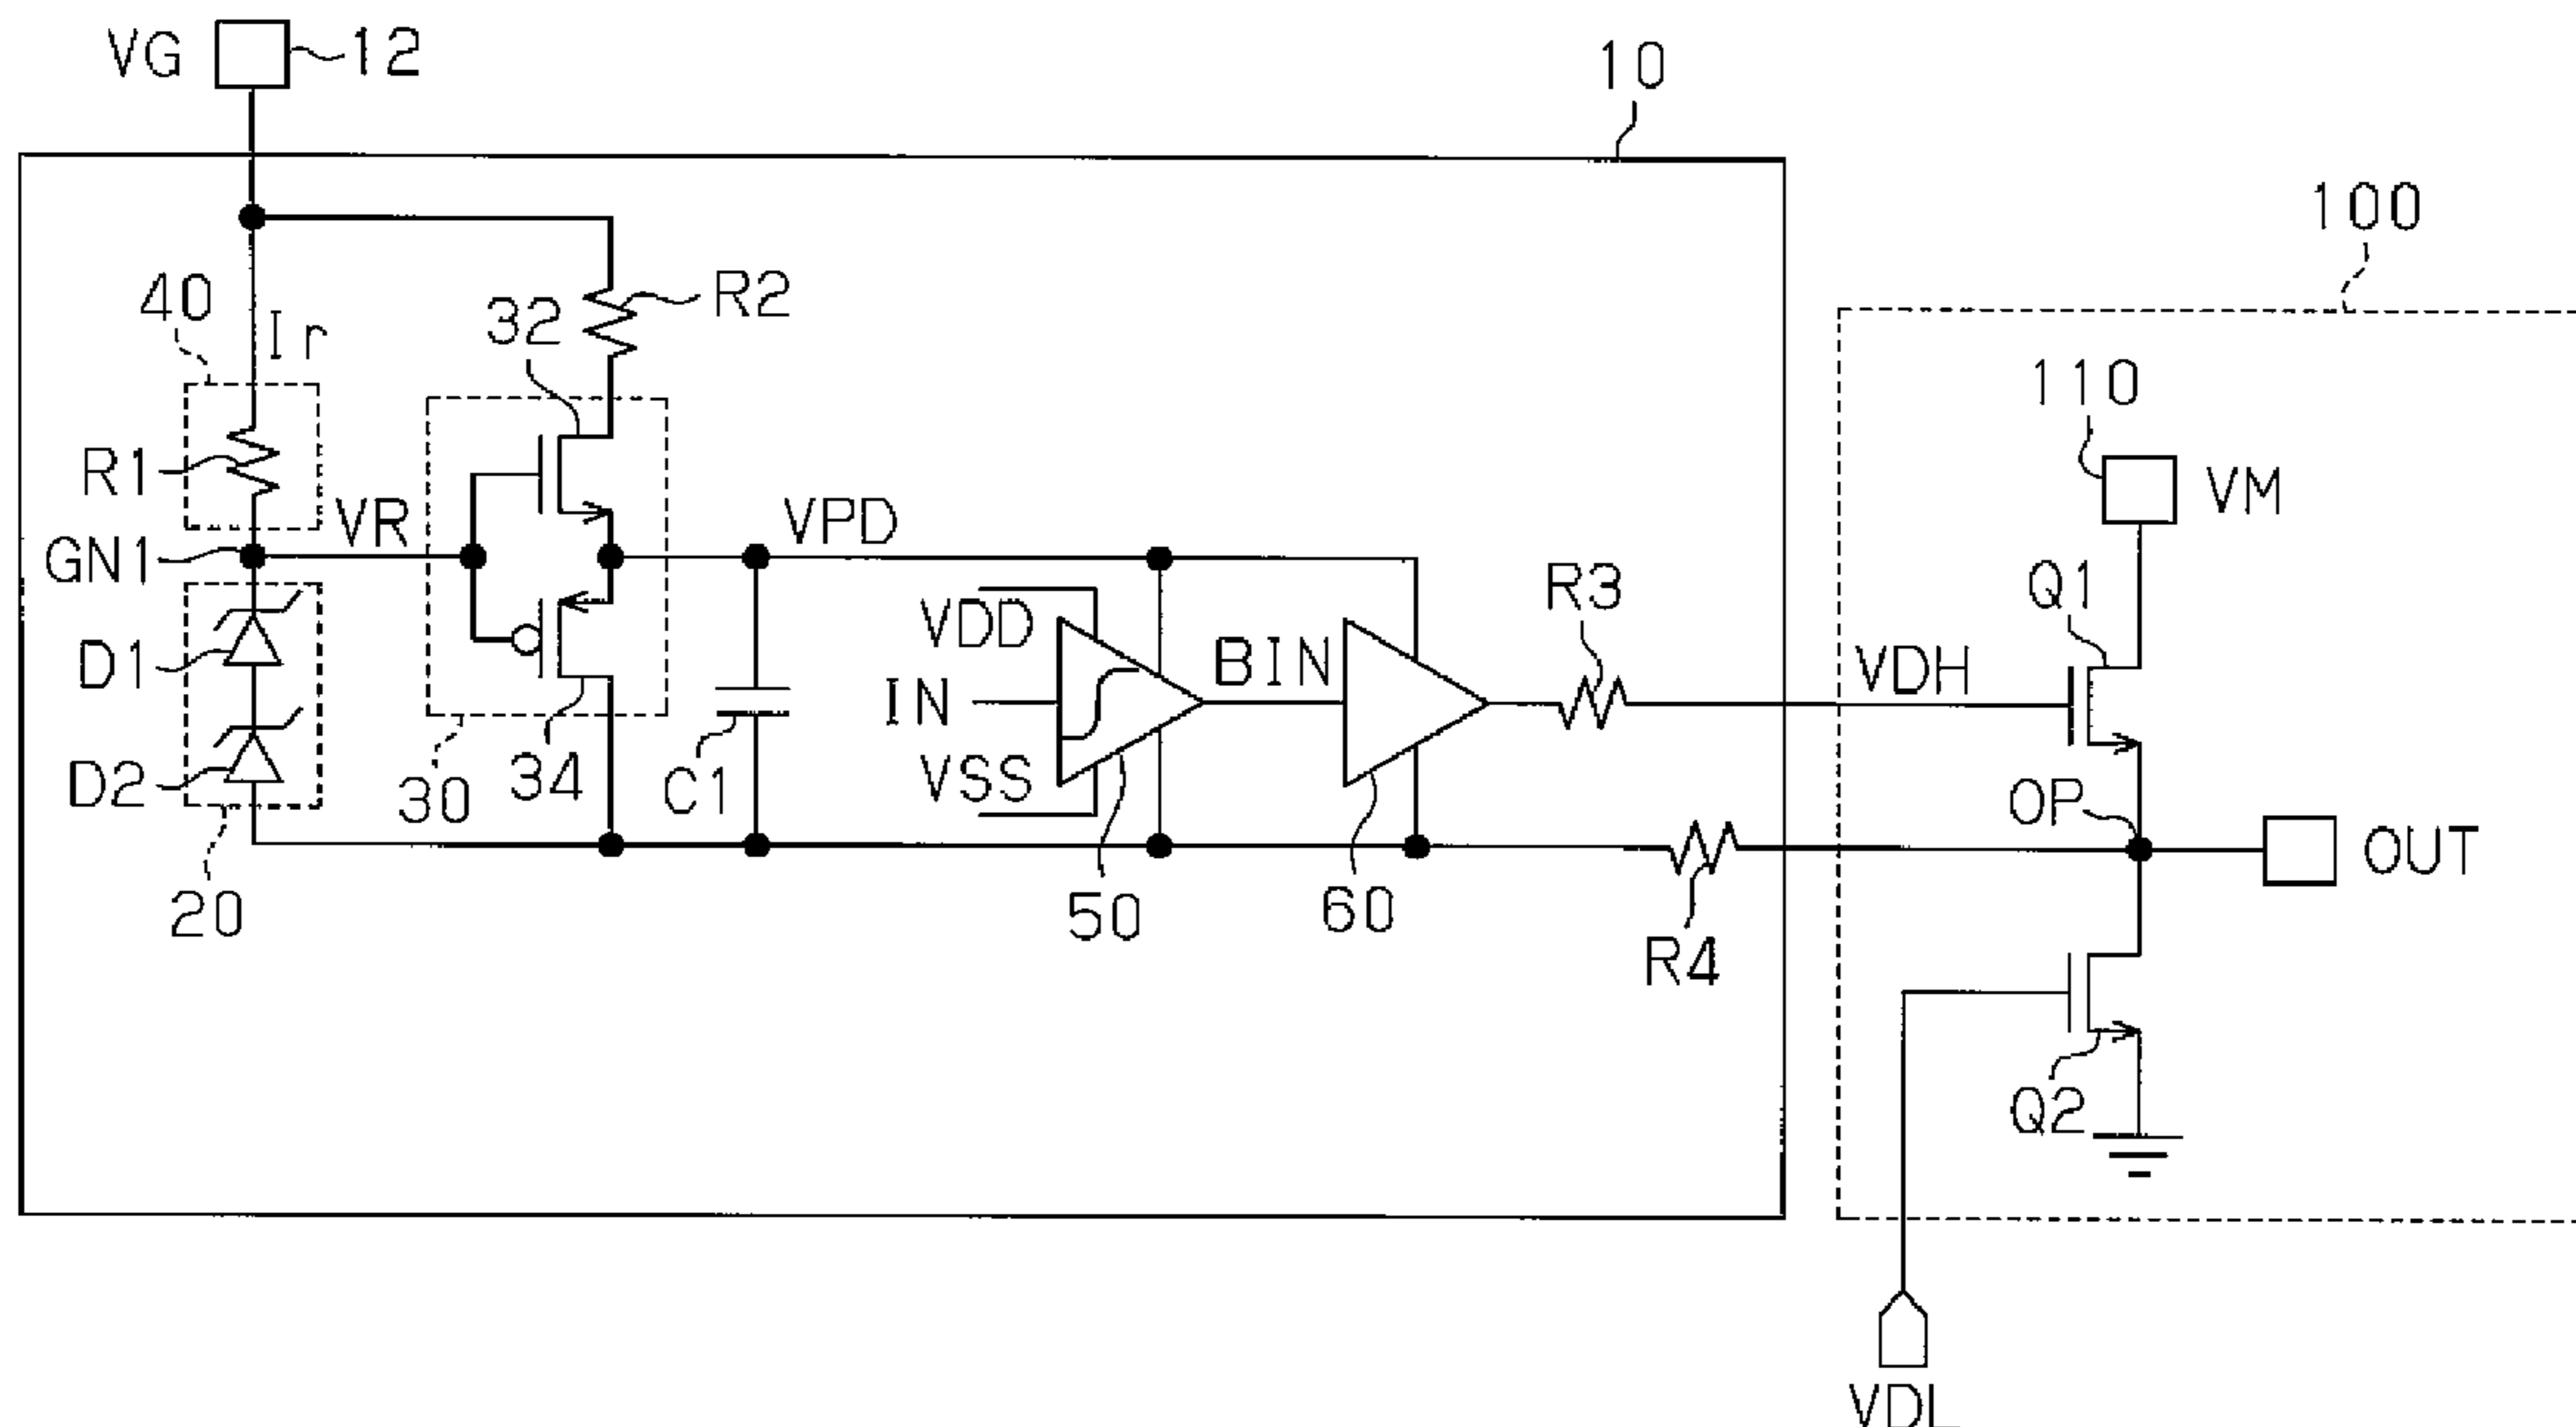 VG
12
10
100
40
Ir
32
R2
110
VM
R1
VR
GN1
VPD
Q1
R3
VDD
D1
IN
BIN
VDH
D2
30
34
C1
VSS
OP
OUT
20
50
60
R4
Q2
VDL